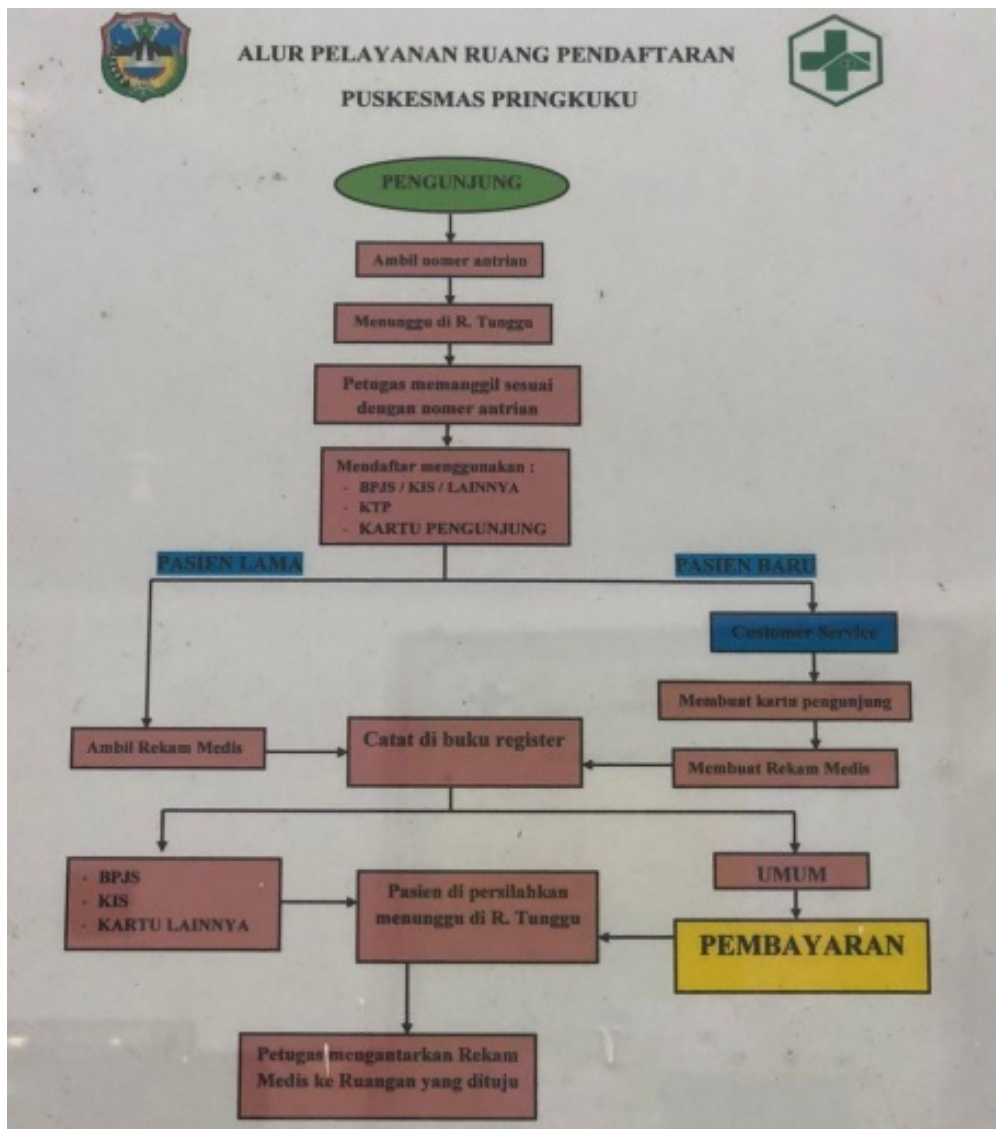 ALUR PELAYANAN RUANG PENDAFTARAN
PUSKESMAS PRINGKUKU
PENGUNJUNG
Ambil nomer antrian
Menunggu di R. Tunggu
Petugas memanggil sesuai
dengan nomer antrian
Mendaftar menggunakan :
- BPJS / KIS / LAINNYA
- KTP
- KARTU PENGUNJUNG
PASIEN LAMA
PASIEN BARU
Customer Service
Membuat kartu pengunjung
Ambil Rekam Medis
Catat di buku register
Membuat Rekam Medis
- BPJS
- KIS
- KARTU LAINNYA
Pasien di persilahkan
menunggu di R. Tunggu
UMUM
PEMBAYARAN
Petugas mengantarkan Rekam
Medis ke Ruangan yang dituju